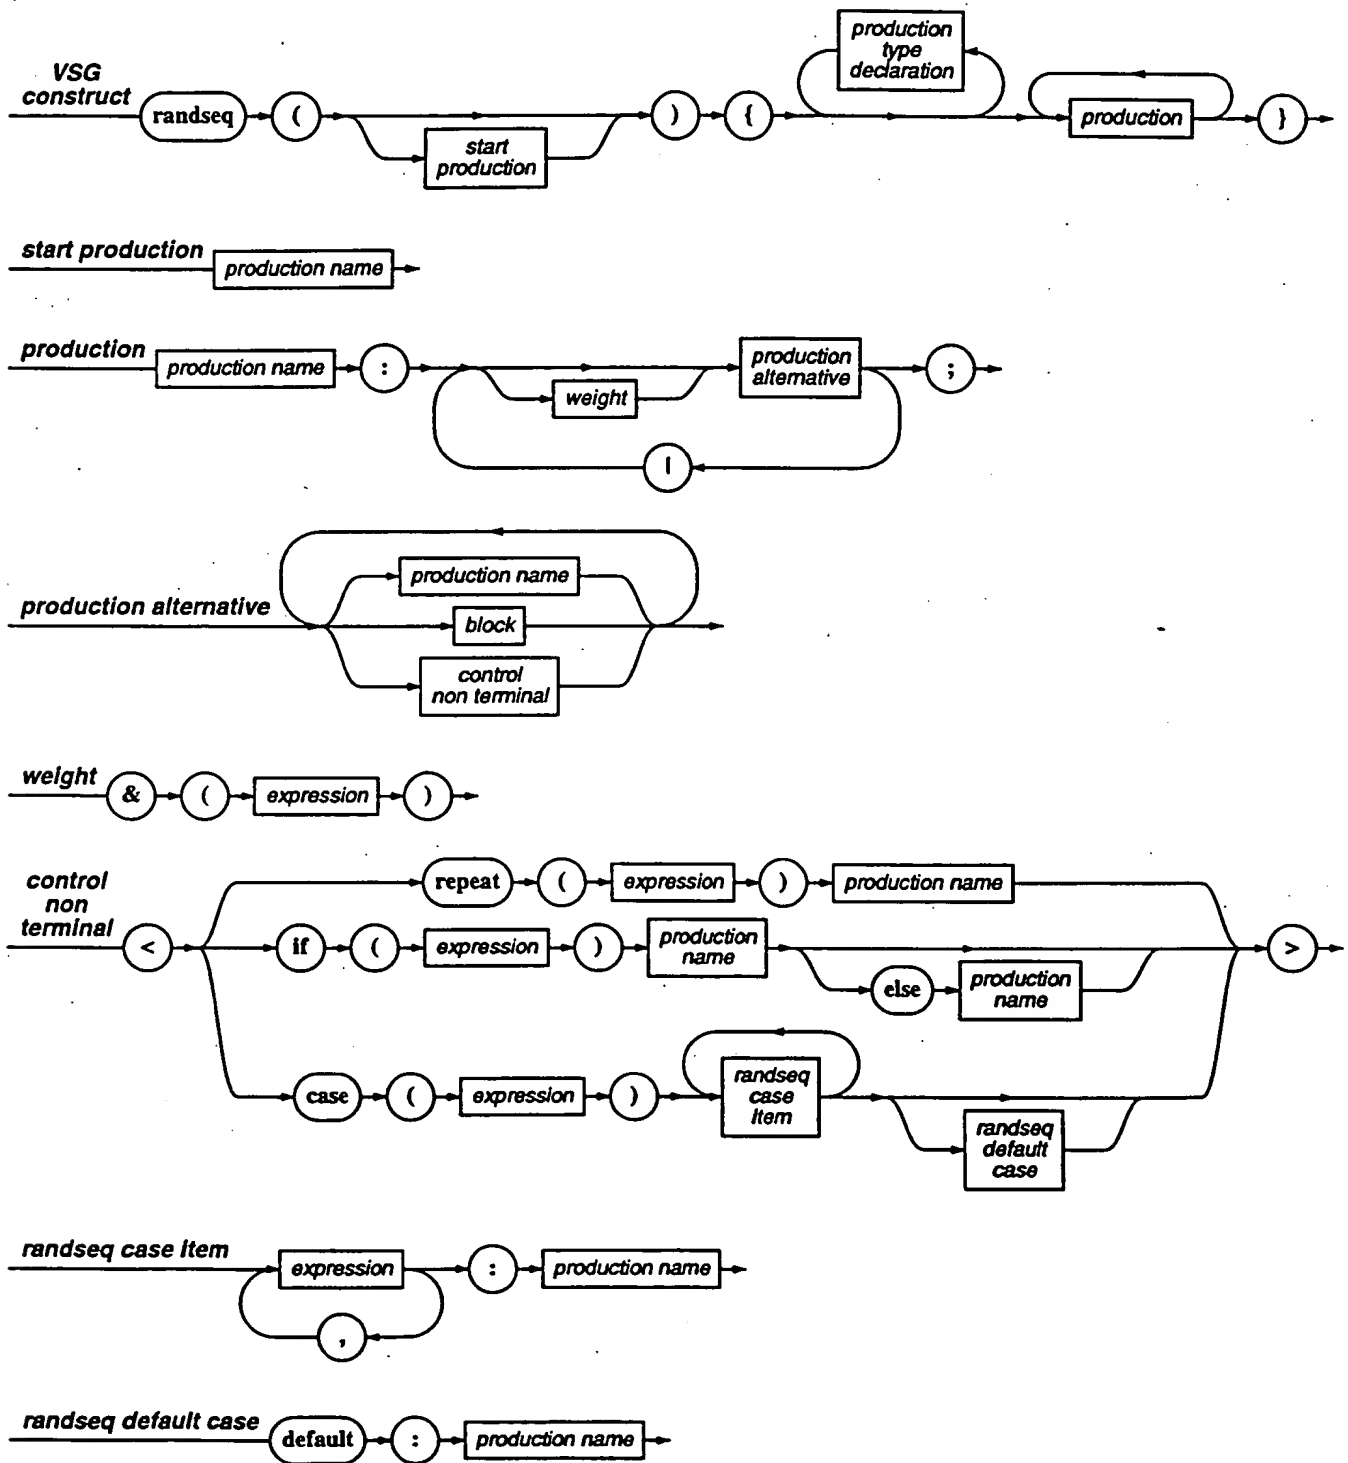 VSG
construct
randseq
(
start
production
)
{
production
type
declaration
production
}
start production
production name
production
production name
:
weight
production
alternative
;
|
production alternative
production name
block
control
non terminal
weight
&
(
expression
)
control
non
terminal
<
repeat
(
expression
)
production name
if
(
expression
)
production
name
else
production
name
>
case
(
expression
)
randseq
case
item
randseq
default
case
randseq case item
expression
:
production name
,
randseq default case
default
:
production name